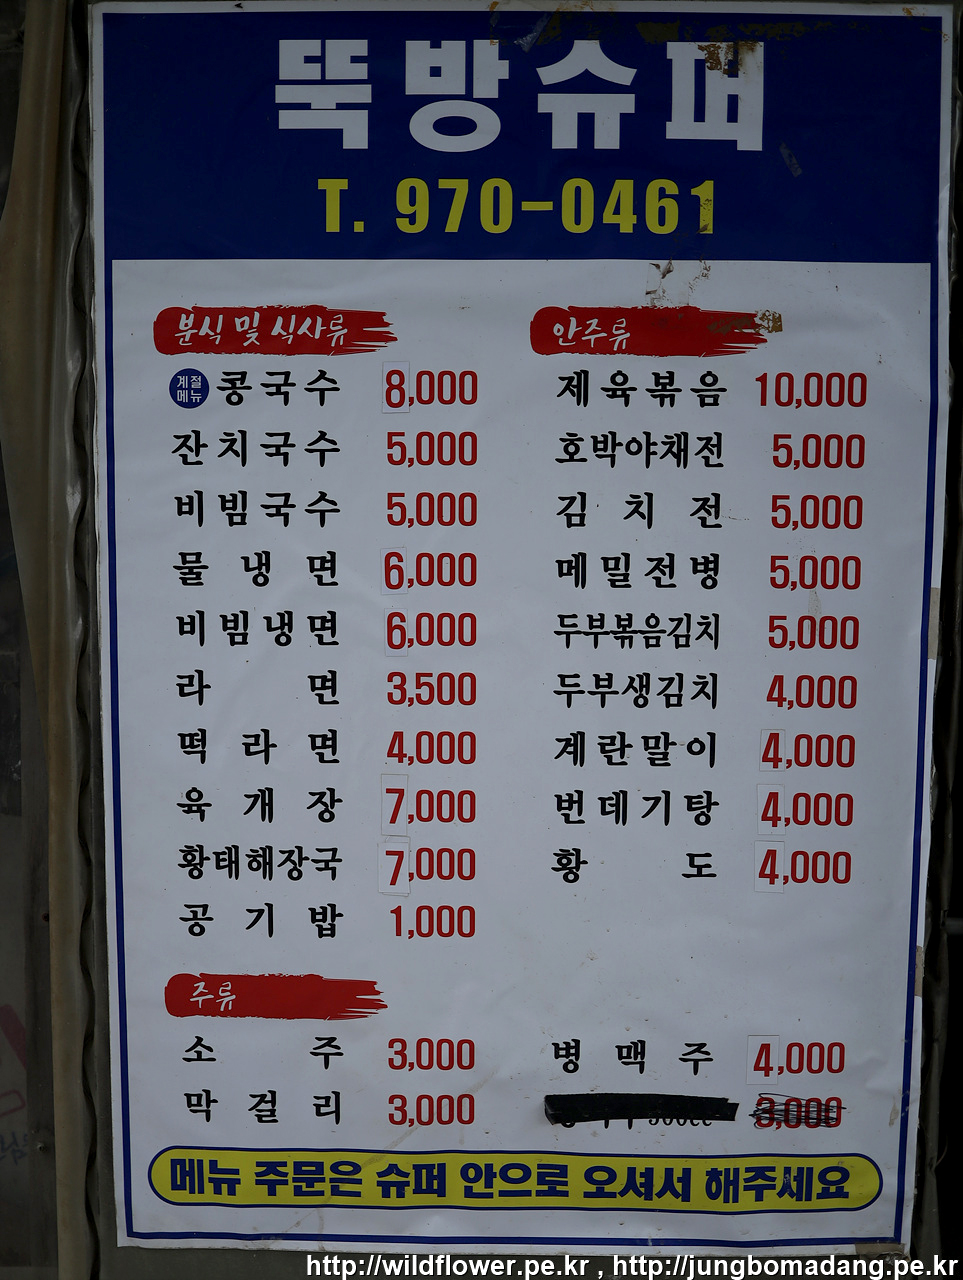 뚝방슈퍼
T. 970-0461
분식 및 식사류
계절메뉴 콩국수 8,000
잔치국수 5,000
비빔국수 5,000
물냉면 6,000
비빔냉면 6,000
라면 3,500
떡라면 4,000
육개장 7,000
황태해장국 7,000
공기밥 1,000
안주류
제육볶음 10,000
호박야채전 5,000
김치전 5,000
메밀전병 5,000
두부볶음김치 5,000
두부생김치 4,000
계란말이 4,000
번데기탕 4,000
황도 4,000
주류
소주 3,000
막걸리 3,000
병맥주 4,000
3,000
메뉴 주문은 슈퍼 안으로 오셔서 해주세요
http://wildflower.pe.kr , http://jungbomadang.pe.kr